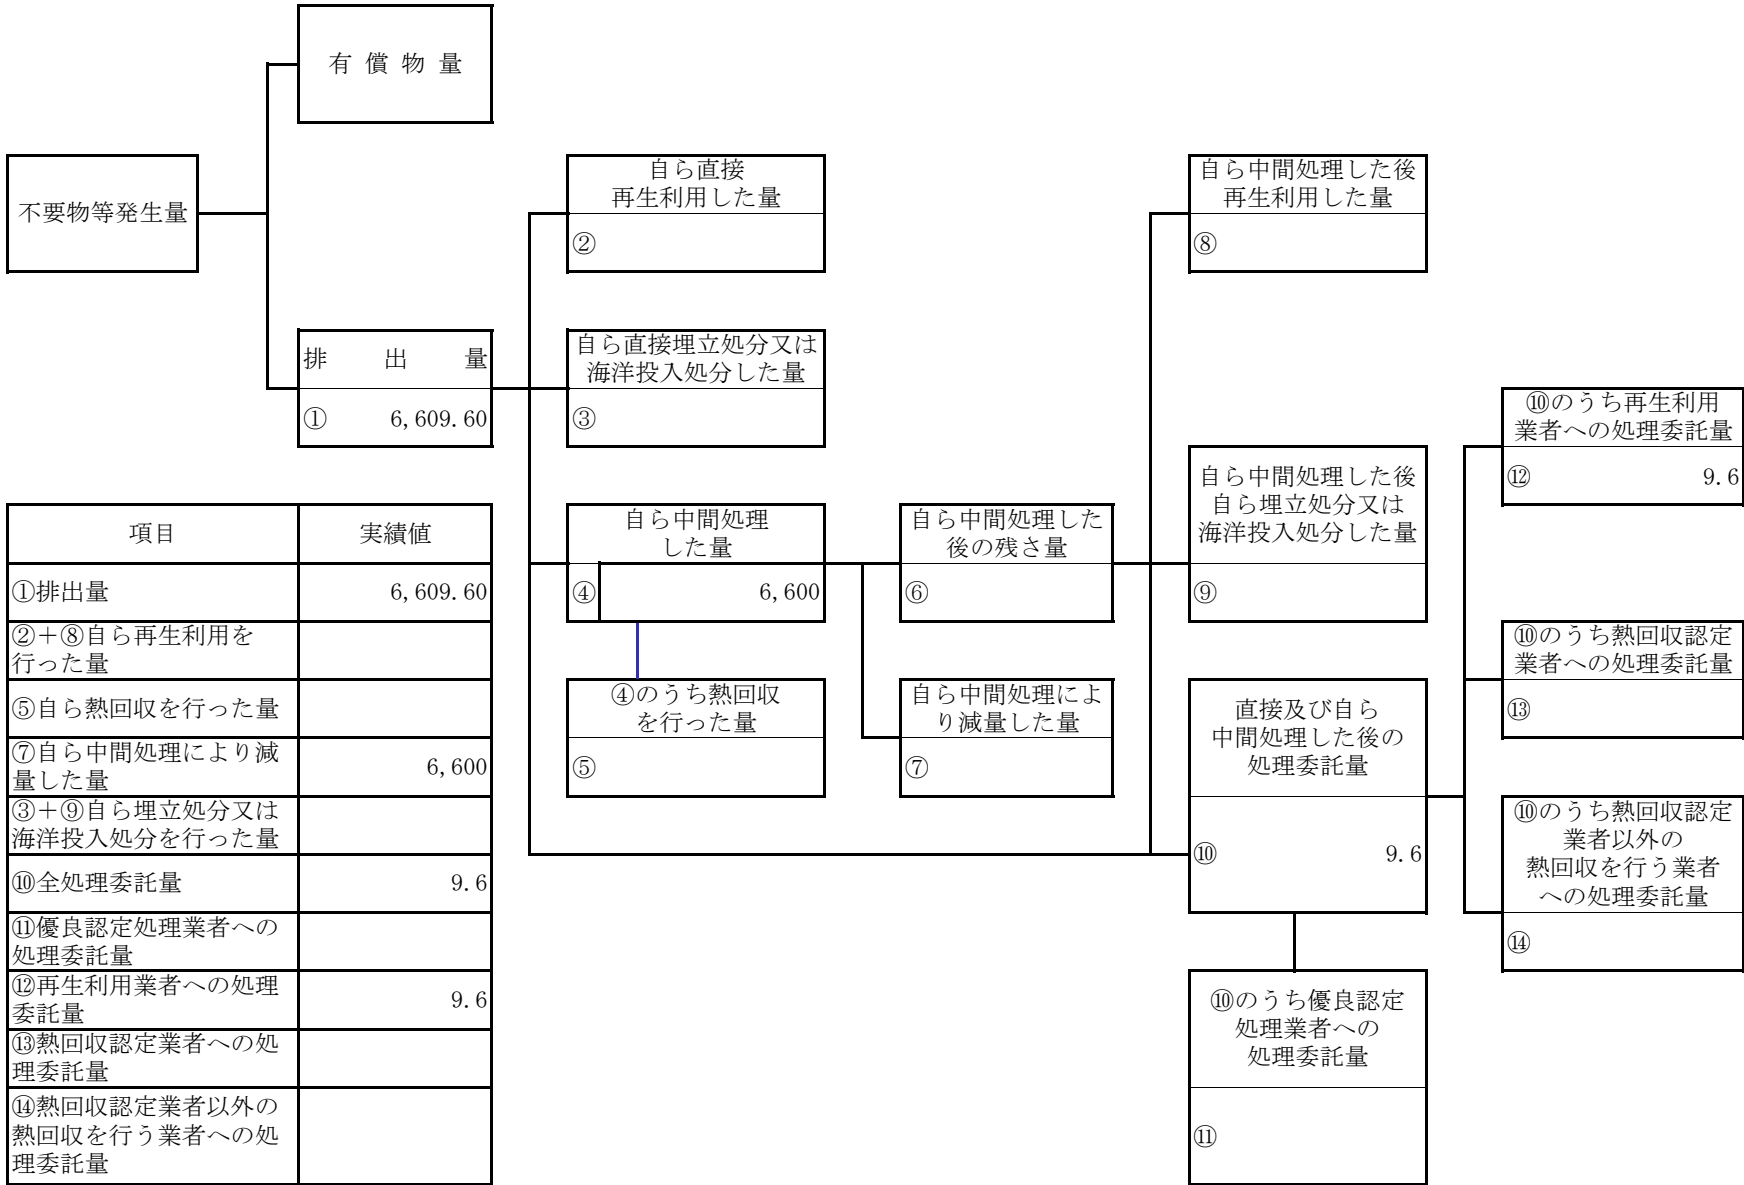 有償物量
不要物等発生量
自ら直接
再生利用した量
②
自ら中間処理した後
再生利用した量
⑧
排出量
① 6,609.60
自ら直接埋立処分又は
海洋投入処分した量
③
⑩のうち再生利用
業者への処理委託量
⑫ 9.6
自ら中間処理した後
自ら埋立処分又は
海洋投入処分した量
⑨
自ら中間処理
した量
④ 6,600
自ら中間処理した
後の残さ量
⑥
⑩のうち熱回収認定
業者への処理委託量
⑬
④のうち熱回収
を行った量
⑤
自ら中間処理によ
り減量した量
⑦
直接及び自ら
中間処理した後の
処理委託量
⑩ 9.6
⑩のうち熱回収認定
業者以外の
熱回収を行う業者
への処理委託量
⑭
⑩のうち優良認定
処理業者への
処理委託量
⑪
項目 実績値
①排出量 6,609.60
②+⑧自ら再生利用を
行った量
⑤自ら熱回収を行った量
⑦自ら中間処理により減
量した量 6,600
③+⑨自ら埋立処分又は
海洋投入処分を行った量
⑩全処理委託量 9.6
⑪優良認定処理業者への
処理委託量
⑫再生利用業者への処理
委託量 9.6
⑬熱回収認定業者への処
理委託量
⑭熱回収認定業者以外の
熱回収を行う業者への処
理委託量